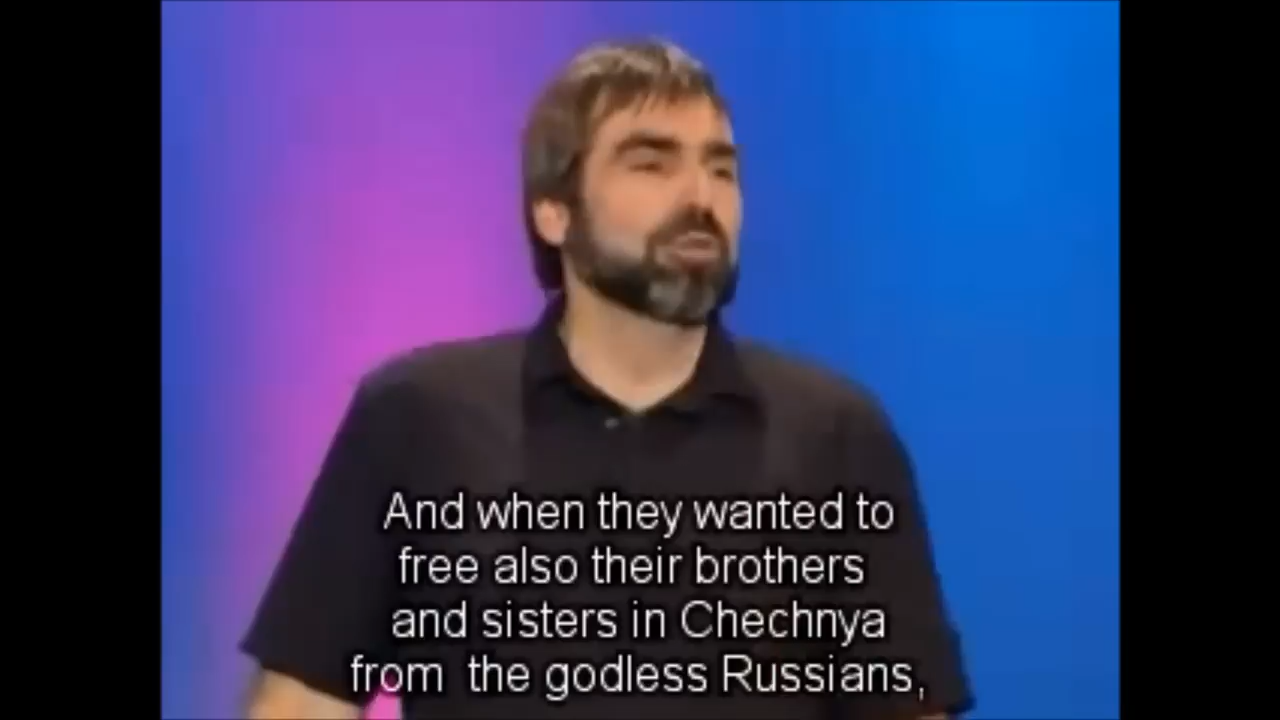 And when they wanted to
free also their brothers
and sisters in Chechnya
from the godless Russians,